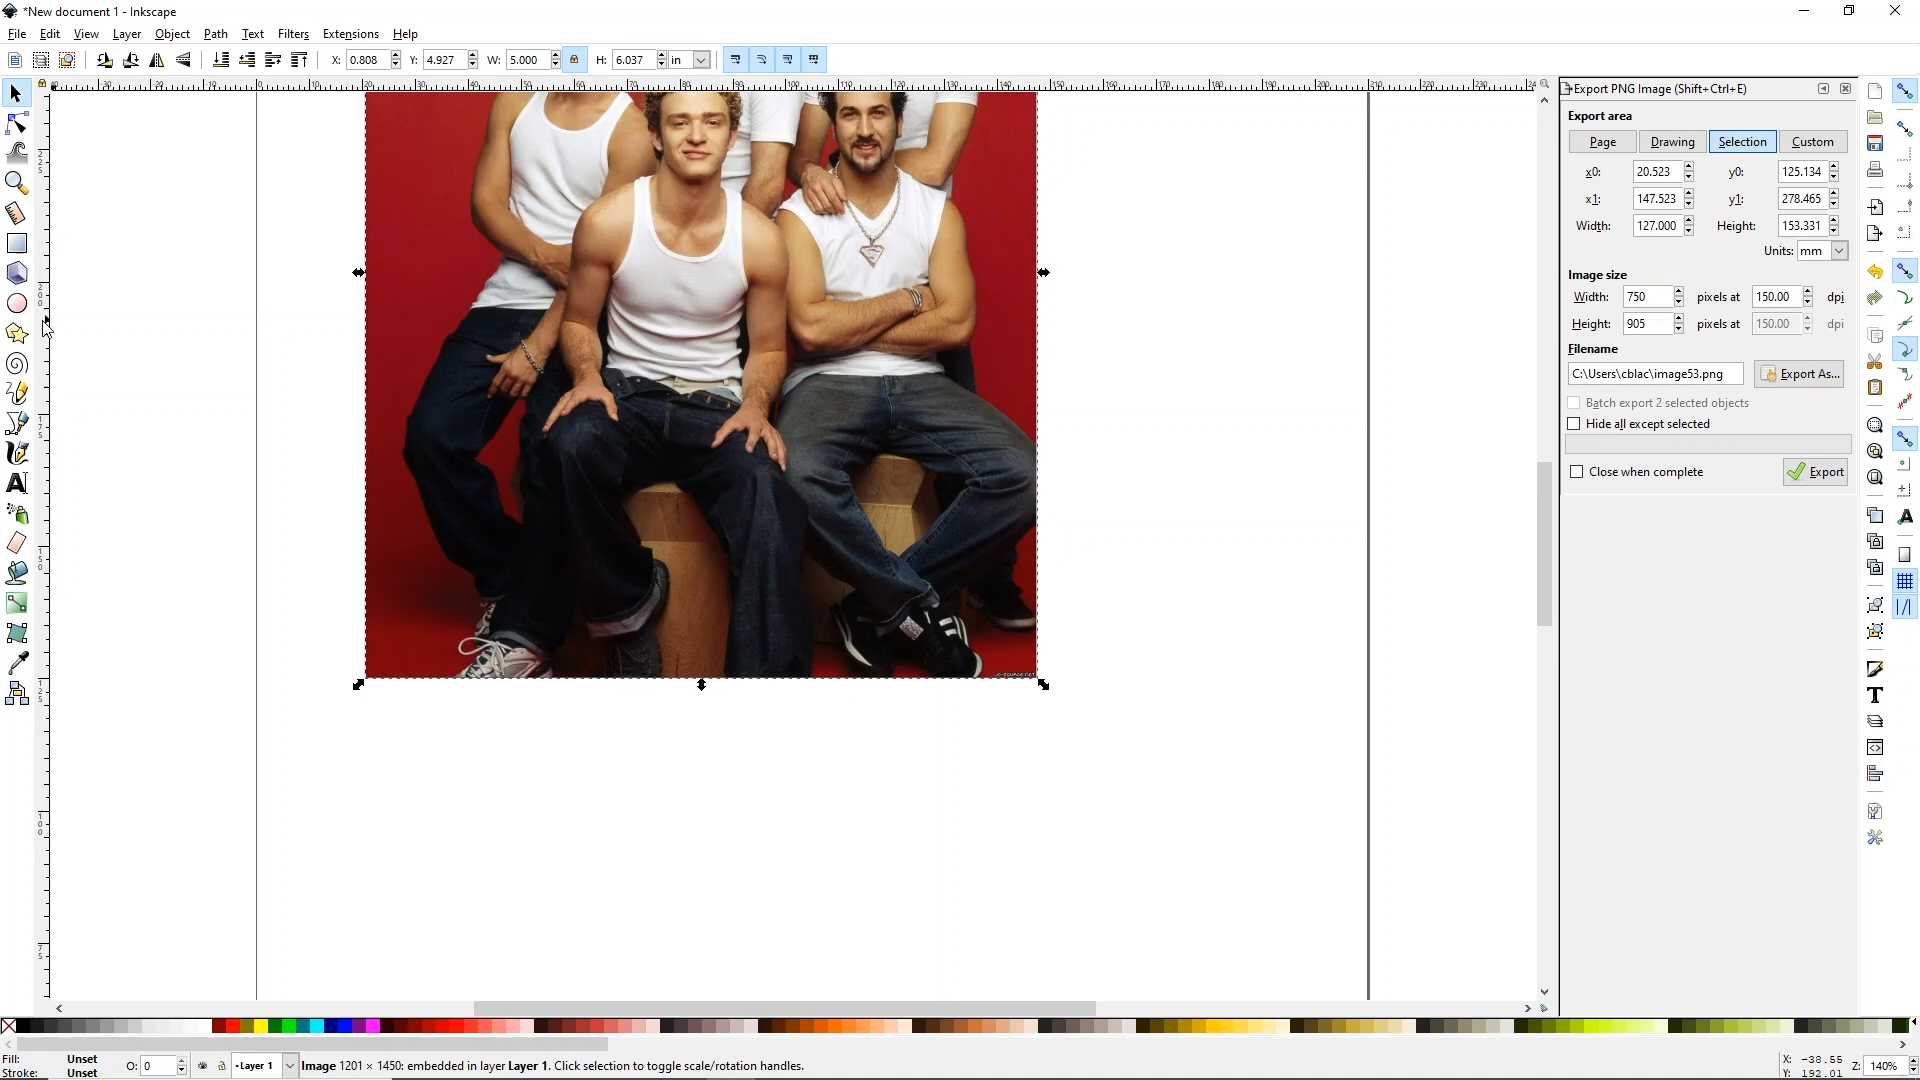 *New document 1 - Inkscape
File Edit View Layer Object Path Text Filters Extensions Help
X: 0.808 Y: 4.927 W: 5.000 H: 6.037 in
Export PNG Image (Shift+Ctrl+E)
Export area
Page Drawing Selection Custom
x0: 20.523 y0: 125.134
x1: 147.523 y1: 278.465
Width: 127.000 Height: 153.331
Units: mm
Image size
Width: 750 pixels at 150.00 dpi
Height: 905 pixels at 150.00 dpi
Filename
C:\Users\cblac\image53.png Export As...
Batch export 2 selected objects
Hide all except selected
Close when complete Export
Fill: Unset
Stroke: Unset
O: 0
-Layer 1
Image 1201 × 1450: embedded in layer Layer 1. Click selection to toggle scale/rotation handles.
X: -38.55
Y: 192.01
Z: 140%